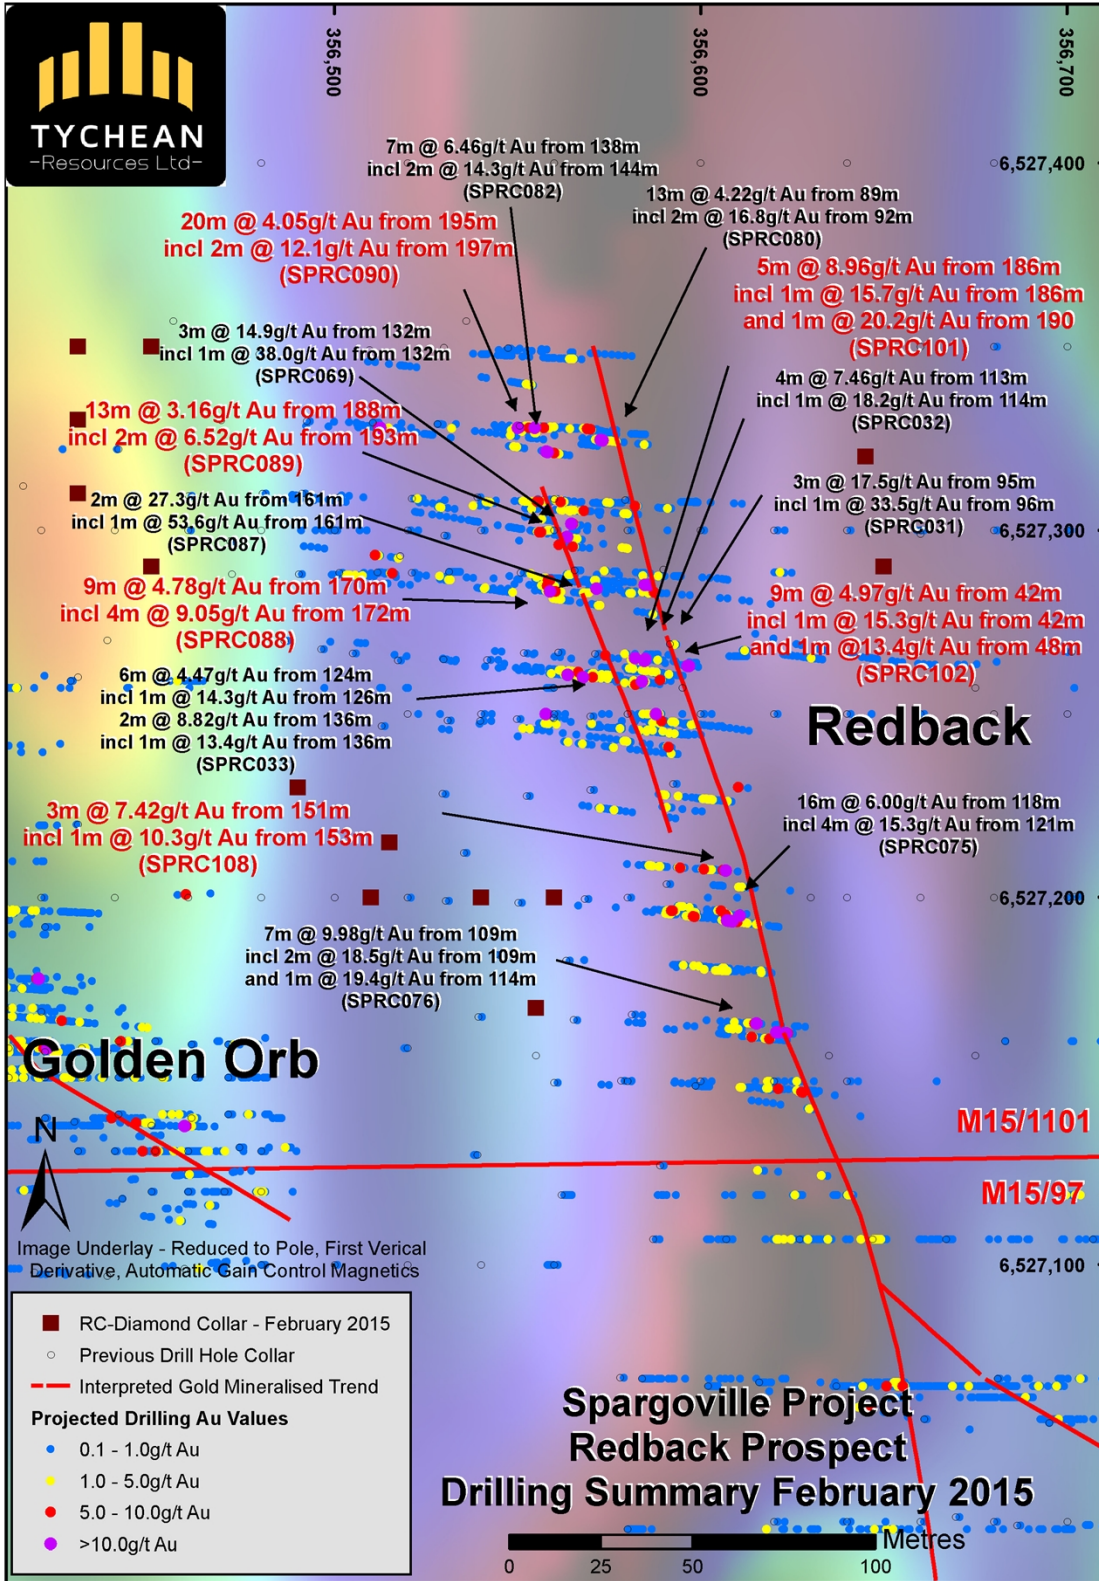 TYCHEAN
-Resources Ltd-
356,500
356,600
356,700
7m @ 6.46g/t Au from 138m
incl 2m @ 14.3g/t Au from 144m
(SPRC082)
6,527,400
13m @ 4.22g/t Au from 89m
incl 2m @ 16.8g/t Au from 92m
(SPRC080)
20m @ 4.05g/t Au from 195m
incl 2m @ 12.1g/t Au from 197m
(SPRC090)
5m @ 8.96g/t Au from 186m
incl 1m @ 15.7g/t Au from 186m
and 1m @ 20.2g/t Au from 190
(SPRC101)
3m @ 14.9g/t Au from 132m
incl 1m @ 38.0g/t Au from 132m
(SPRC069)
4m @ 7.46g/t Au from 113m
incl 1m @ 18.2g/t Au from 114m
(SPRC032)
13m @ 3.16g/t Au from 188m
incl 2m @ 6.52g/t Au from 193m
(SPRC089)
3m @ 17.5g/t Au from 95m
incl 1m @ 33.5g/t Au from 96m
(SPRC031)
2m @ 27.3g/t Au from 161m
incl 1m @ 53.6g/t Au from 161m
(SPRC087)
6,527,300
9m @ 4.78g/t Au from 170m
incl 4m @ 9.05g/t Au from 172m
(SPRC088)
9m @ 4.97g/t Au from 42m
incl 1m @ 15.3g/t Au from 42m
and 1m @13.4g/t Au from 48m
(SPRC102)
6m @ 4.47g/t Au from 124m
incl 1m @ 14.3g/t Au from 126m
2m @ 8.82g/t Au from 136m
incl 1m @ 13.4g/t Au from 136m
(SPRC033)
Redback
3m @ 7.42g/t Au from 151m
incl 1m @ 10.3g/t Au from 153m
(SPRC108)
16m @ 6.00g/t Au from 118m
incl 4m @ 15.3g/t Au from 121m
(SPRC075)
6,527,200
7m @ 9.98g/t Au from 109m
incl 2m @ 18.5g/t Au from 109m
and 1m @ 19.4g/t Au from 114m
(SPRC076)
Golden Orb
M15/1101
N
M15/97
Image Underlay - Reduced to Pole, First Verical
Derivative, Automatic Gain Control Magnetics
6,527,100
RC-Diamond Collar - February 2015
Previous Drill Hole Collar
Interpreted Gold Mineralised Trend
Projected Drilling Au Values
0.1 - 1.0g/t Au
1.0 - 5.0g/t Au
5.0 - 10.0g/t Au
>10.0g/t Au
Spargoville Project
Redback Prospect
Drilling Summary February 2015
Metres
0 25 50 100